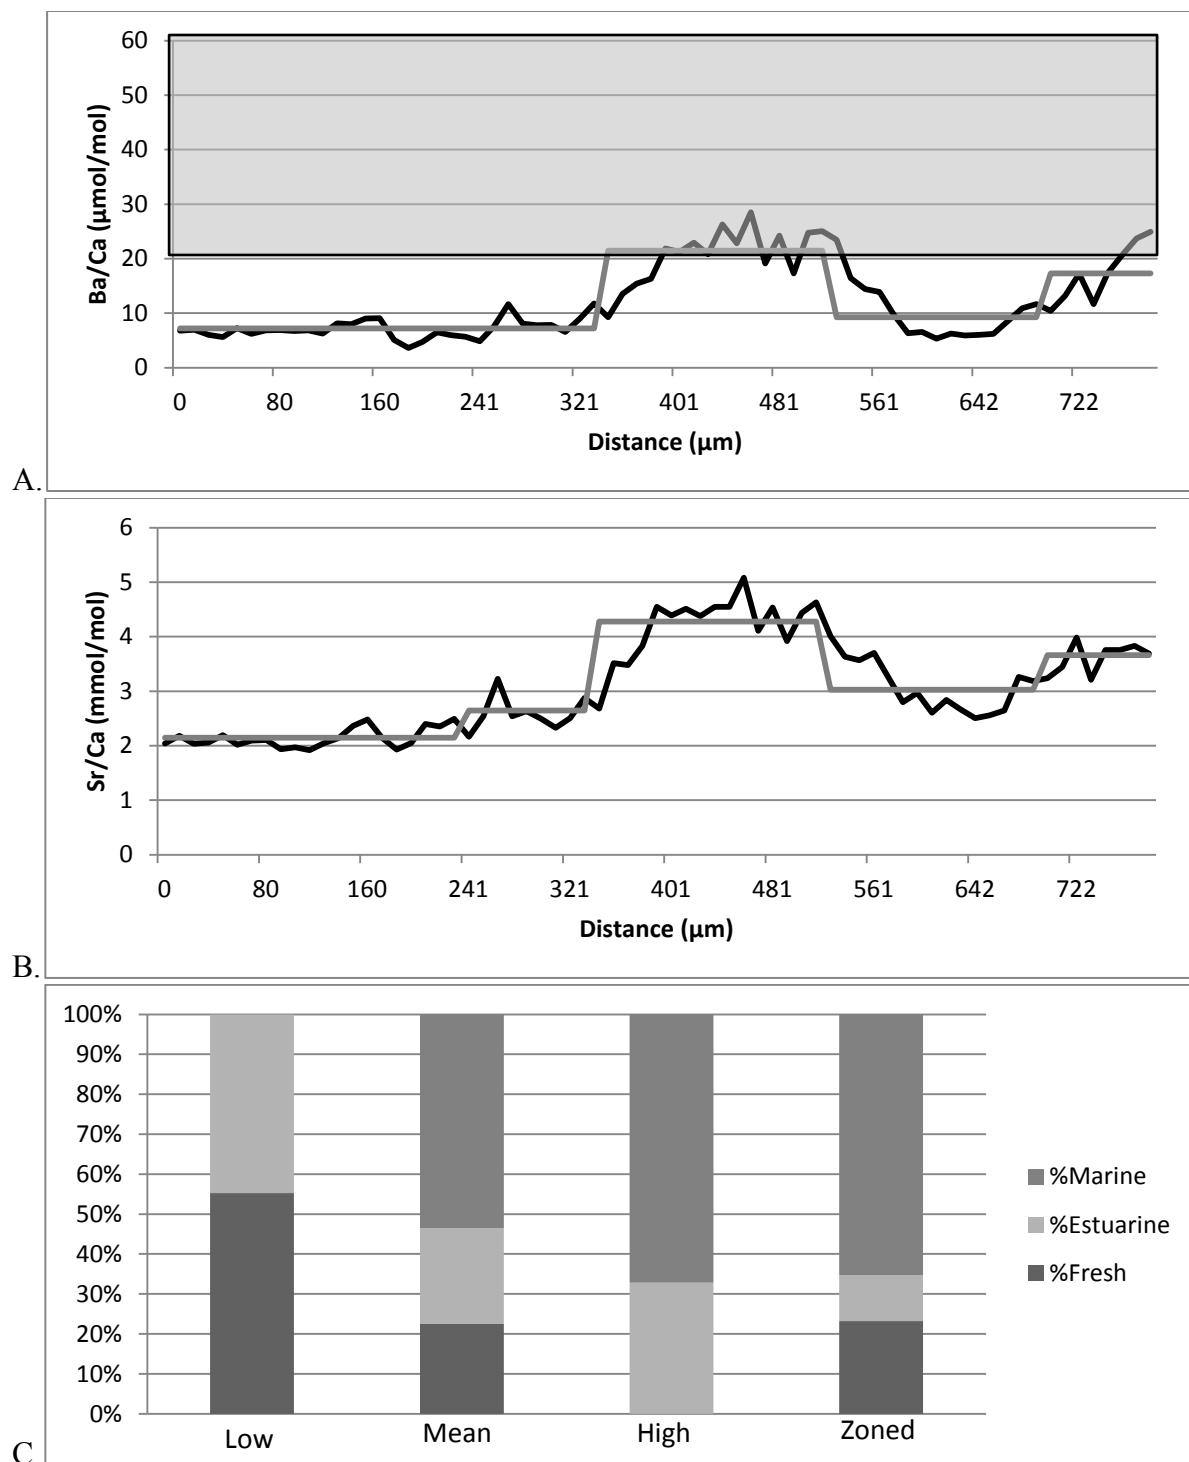 60
50
40
30
20
10
0
Ba/Ca (µmol/mol)
0 80 160 241 321 401 481 561 642 722
Distance (µm)
A.
6
5
4
3
2
1
0
Sr/Ca (mmol/mol)
0 80 160 241 321 401 481 561 642 722
Distance (µm)
B.
100%
90%
80%
70%
60%
50%
40%
30%
20%
10%
0%
Low Mean High Zoned
%Marine
%Estuarine
%Fresh
C